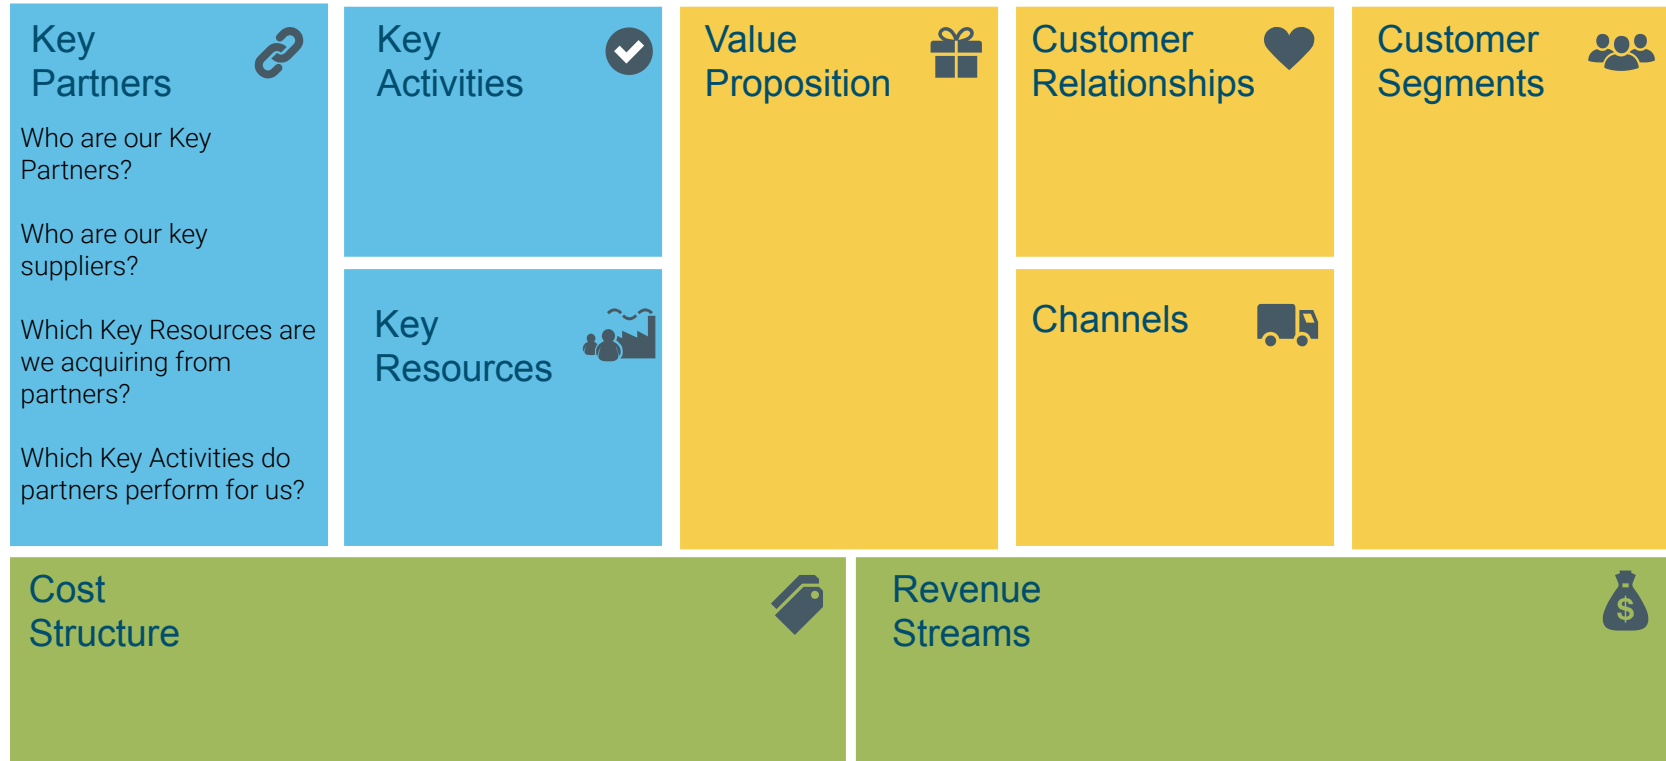 Key
Partners
Who are our Key
Partners?
Who are our key
suppliers?
Which Key Resources are
we acquiring from
partners?
Which Key Activities do
partners perform for us?
Key
Activities
Key
Resources
Value
Proposition
Customer
Relationships
Channels
Customer
Segments
Cost
Structure
Revenue
Streams
$